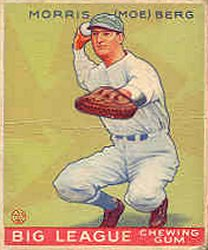 MORRIS (MOE) BERG
BIG LEAGUE CHEWING GUM